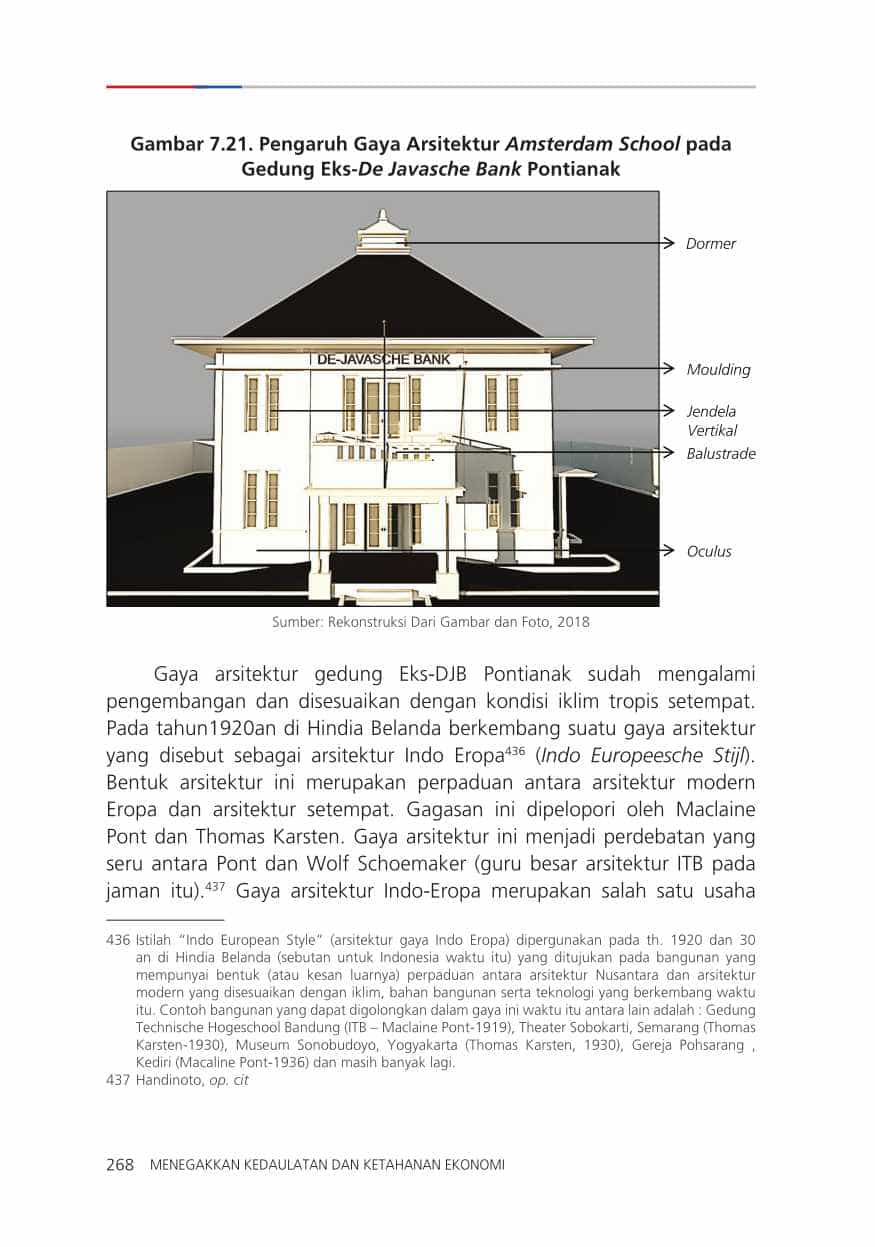 Gambar 7.21. Pengaruh Gaya Arsitektur Amsterdam School pada
Gedung Eks-De Javasche Bank Pontianak
Dormer
DE-JAVASCHE BANK
Moulding
Jendela
Vertikal
Balustrade
Oculus
Sumber: Rekonstruksi Dari Gambar dan Foto, 2018
Gaya arsitektur gedung Eks-DJB Pontianak sudah mengalami
pengembangan dan disesuaikan dengan kondisi iklim tropis setempat.
Pada tahun1920an di Hindia Belanda berkembang suatu gaya arsitektur
yang disebut sebagai arsitektur Indo Eropa436 (Indo Europeesche Stijl).
Bentuk arsitektur ini merupakan perpaduan antara arsitektur modern
Eropa dan arsitektur setempat. Gagasan ini dipelopori oleh Maclaine
Pont dan Thomas Karsten. Gaya arsitektur ini menjadi perdebatan yang
seru antara Pont dan Wolf Schoemaker (guru besar arsitektur ITB pada
jaman itu).437 Gaya arsitektur Indo-Eropa merupakan salah satu usaha
436 Istilah “Indo European Style” (arsitektur gaya Indo Eropa) dipergunakan pada th. 1920 dan 30
an di Hindia Belanda (sebutan untuk Indonesia waktu itu) yang ditujukan pada bangunan yang
mempunyai bentuk (atau kesan luarnya) perpaduan antara arsitektur Nusantara dan arsitektur
modern yang disesuaikan dengan iklim, bahan bangunan serta teknologi yang berkembang waktu
itu. Contoh bangunan yang dapat digolongkan dalam gaya ini waktu itu antara lain adalah : Gedung
Technische Hogeschool Bandung (ITB – Maclaine Pont-1919), Theater Sobokarti, Semarang (Thomas
Karsten-1930), Museum Sonobudoyo, Yogyakarta (Thomas Karsten, 1930), Gereja Pohsarang ,
Kediri (Macaline Pont-1936) dan masih banyak lagi.
437 Handinoto, op. cit
268 MENEGAKKAN KEDAULATAN DAN KETAHANAN EKONOMI